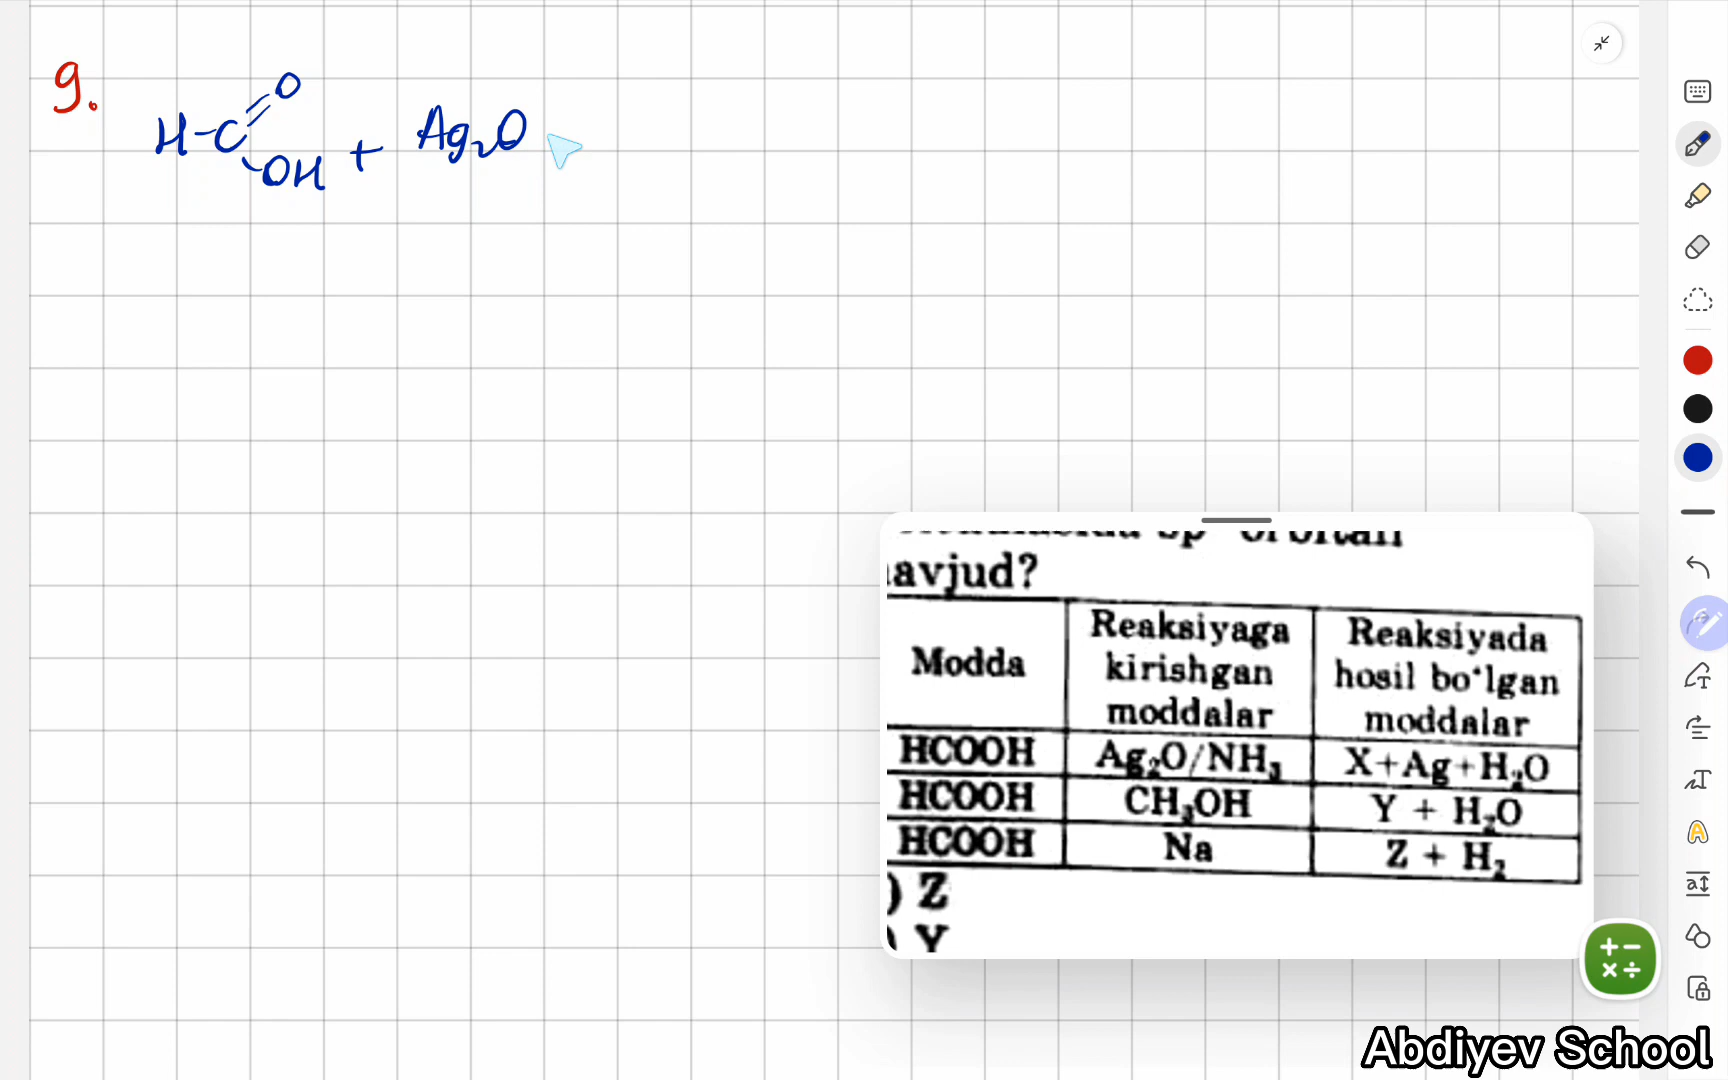 9.
H-C=O
OH + Ag₂O
orbitali
avjud?
Modda
Reaksiyaga
kirishgan
moddalar
Reaksiyada
hosil bo‘lgan
moddalar
HCOOH Ag₂O/NH₃ X+Ag+H₂O
HCOOH CH₃OH Y + H₂O
HCOOH Na Z + H₂
) Z
) Y
Abdiyev School